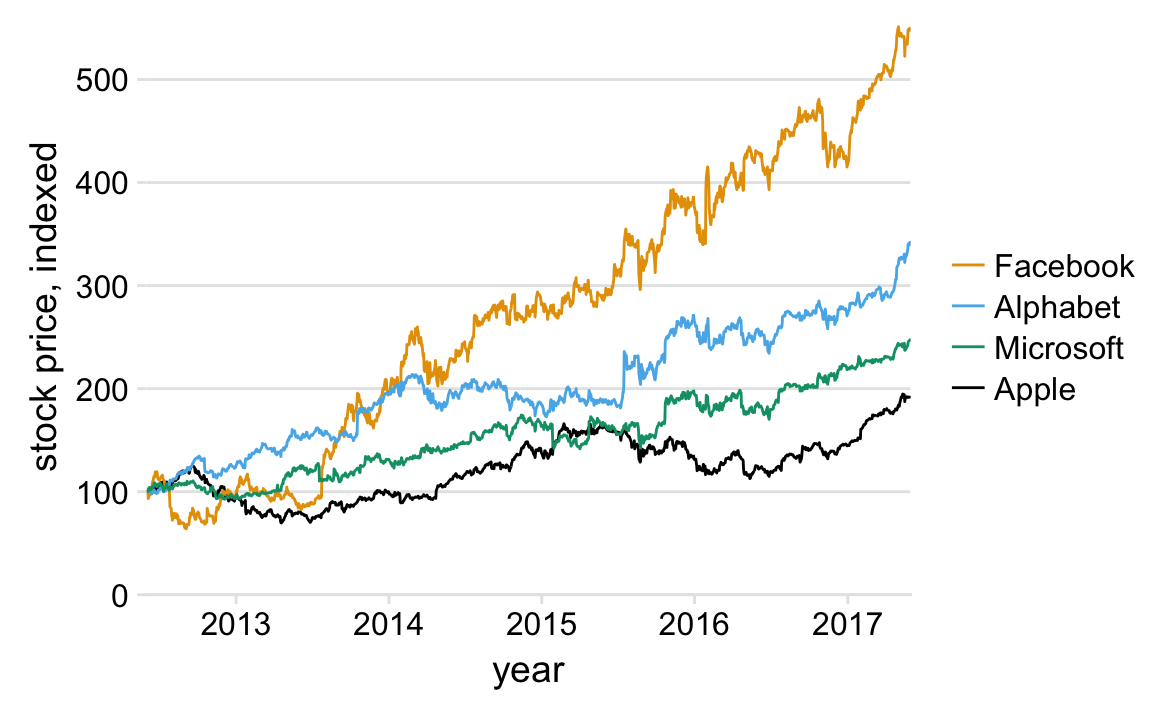 stock price, indexed
500
400
300
200
100
0
2013 2014 2015 2016 2017
year
Facebook
Alphabet
Microsoft
Apple